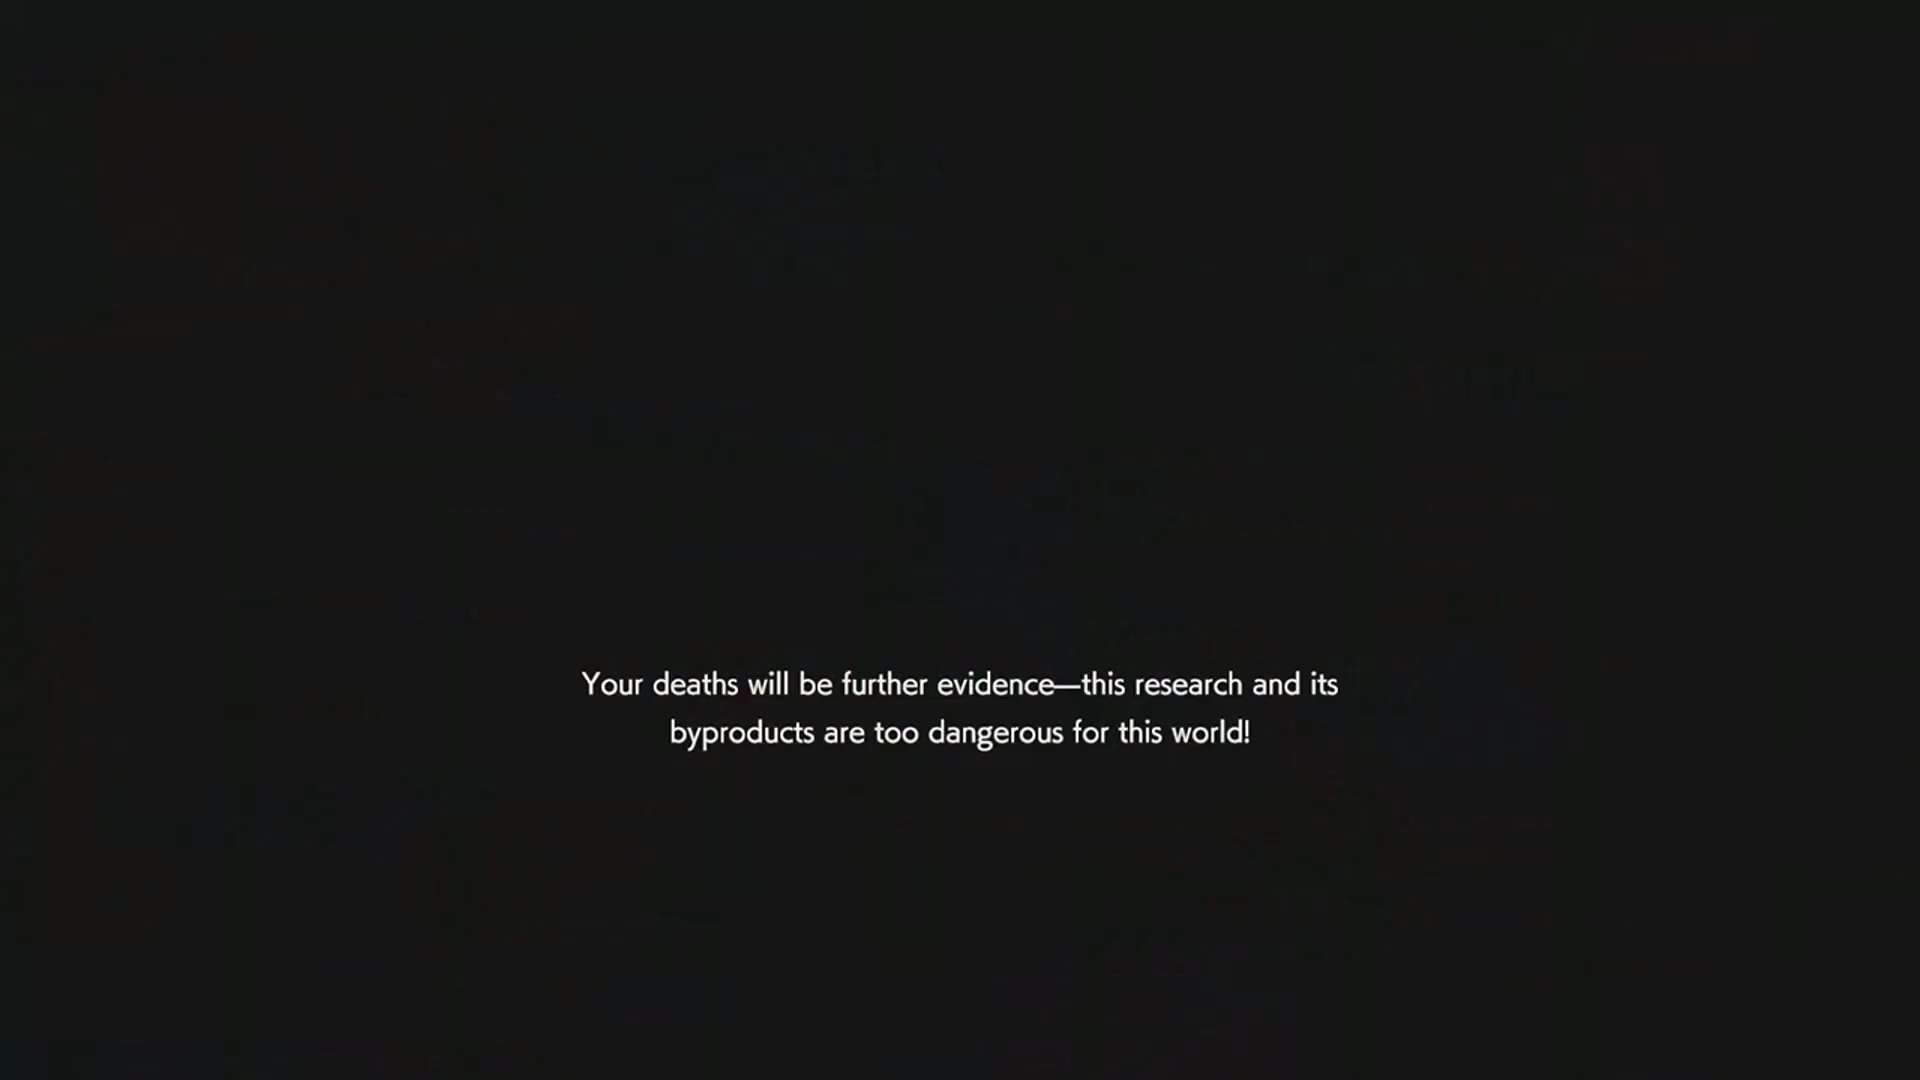 Your deaths will be further evidence—this research and its
byproducts are too dangerous for this world!